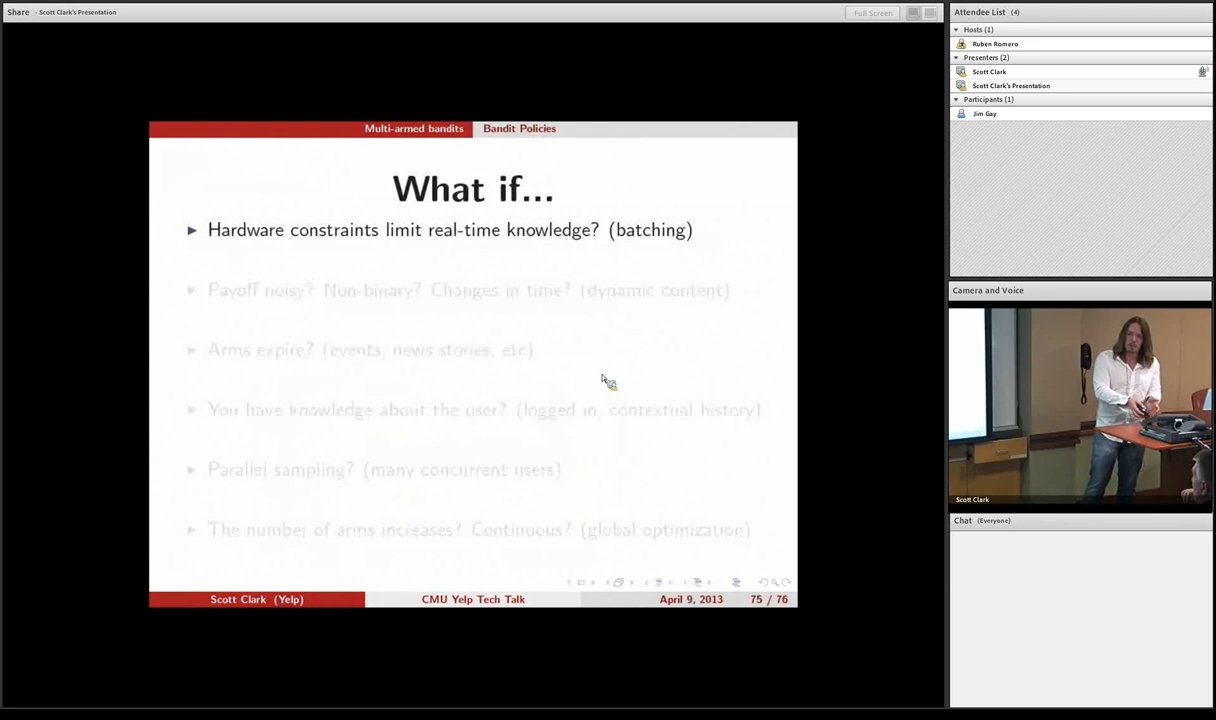 Share - Scott Clark's Presentation
Full Screen
Multi-armed bandits Bandit Policies
What if...
Hardware constraints limit real-time knowledge? (batching)
Payoff noisy? Non-binary? Changes in time? (dynamic content)
Arms expire? (events, news stories, etc.)
You have knowledge about the user? (logged in, contextual history)
Parallel sampling? (many concurrent users)
The number of arms increases? Continuous? (global optimization)
Scott Clark (Yelp) CMU Yelp Tech Talk April 9, 2013 75 / 76
Attendee List (4)
Hosts (1)
Ruben Romero
Presenters (2)
Scott Clark
Scott Clark's Presentation
Participants (1)
Jim Gay
Camera and Voice
Scott Clark
Chat (Everyone)